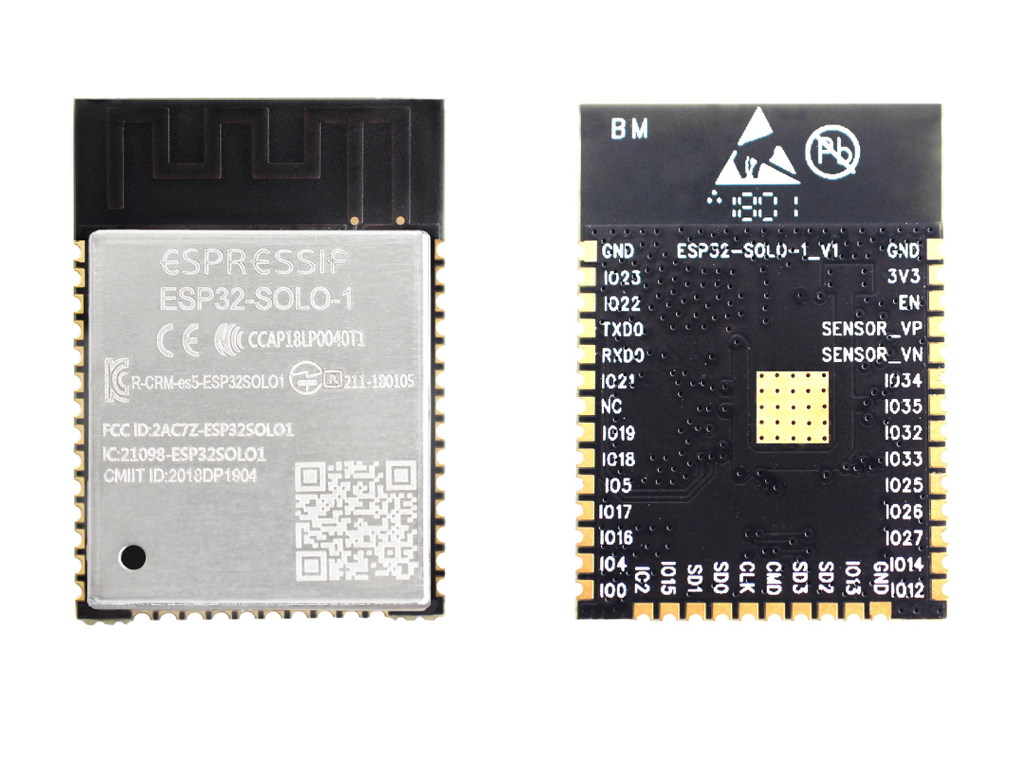 ESPRESSIF
ESP32-SOLO-1
CE CCAP18LP0040T1
R-CRM-es5-ESP32SOLO1 R 211-180105
FCC ID:2AC7Z-ESP32SOLO1
IC:21098-ESP32SOLO1
CMIIT ID:2018DP1904
BM
Pb
1801
GND ESP32-SOLO-1_V1 GND
IO23 3V3
IO22 EN
TXD0 SENSOR_VP
RXD0 SENSOR_VN
IO21 IO34
NC IO35
IO19 IO32
IO18 IO33
IO5 IO25
IO17 IO26
IO16 IO27
IO4 IO14
IO0 IO12
IO2
IO15
SD1
SD0
CLK
CMD
SD3
SD2
IO13
GND